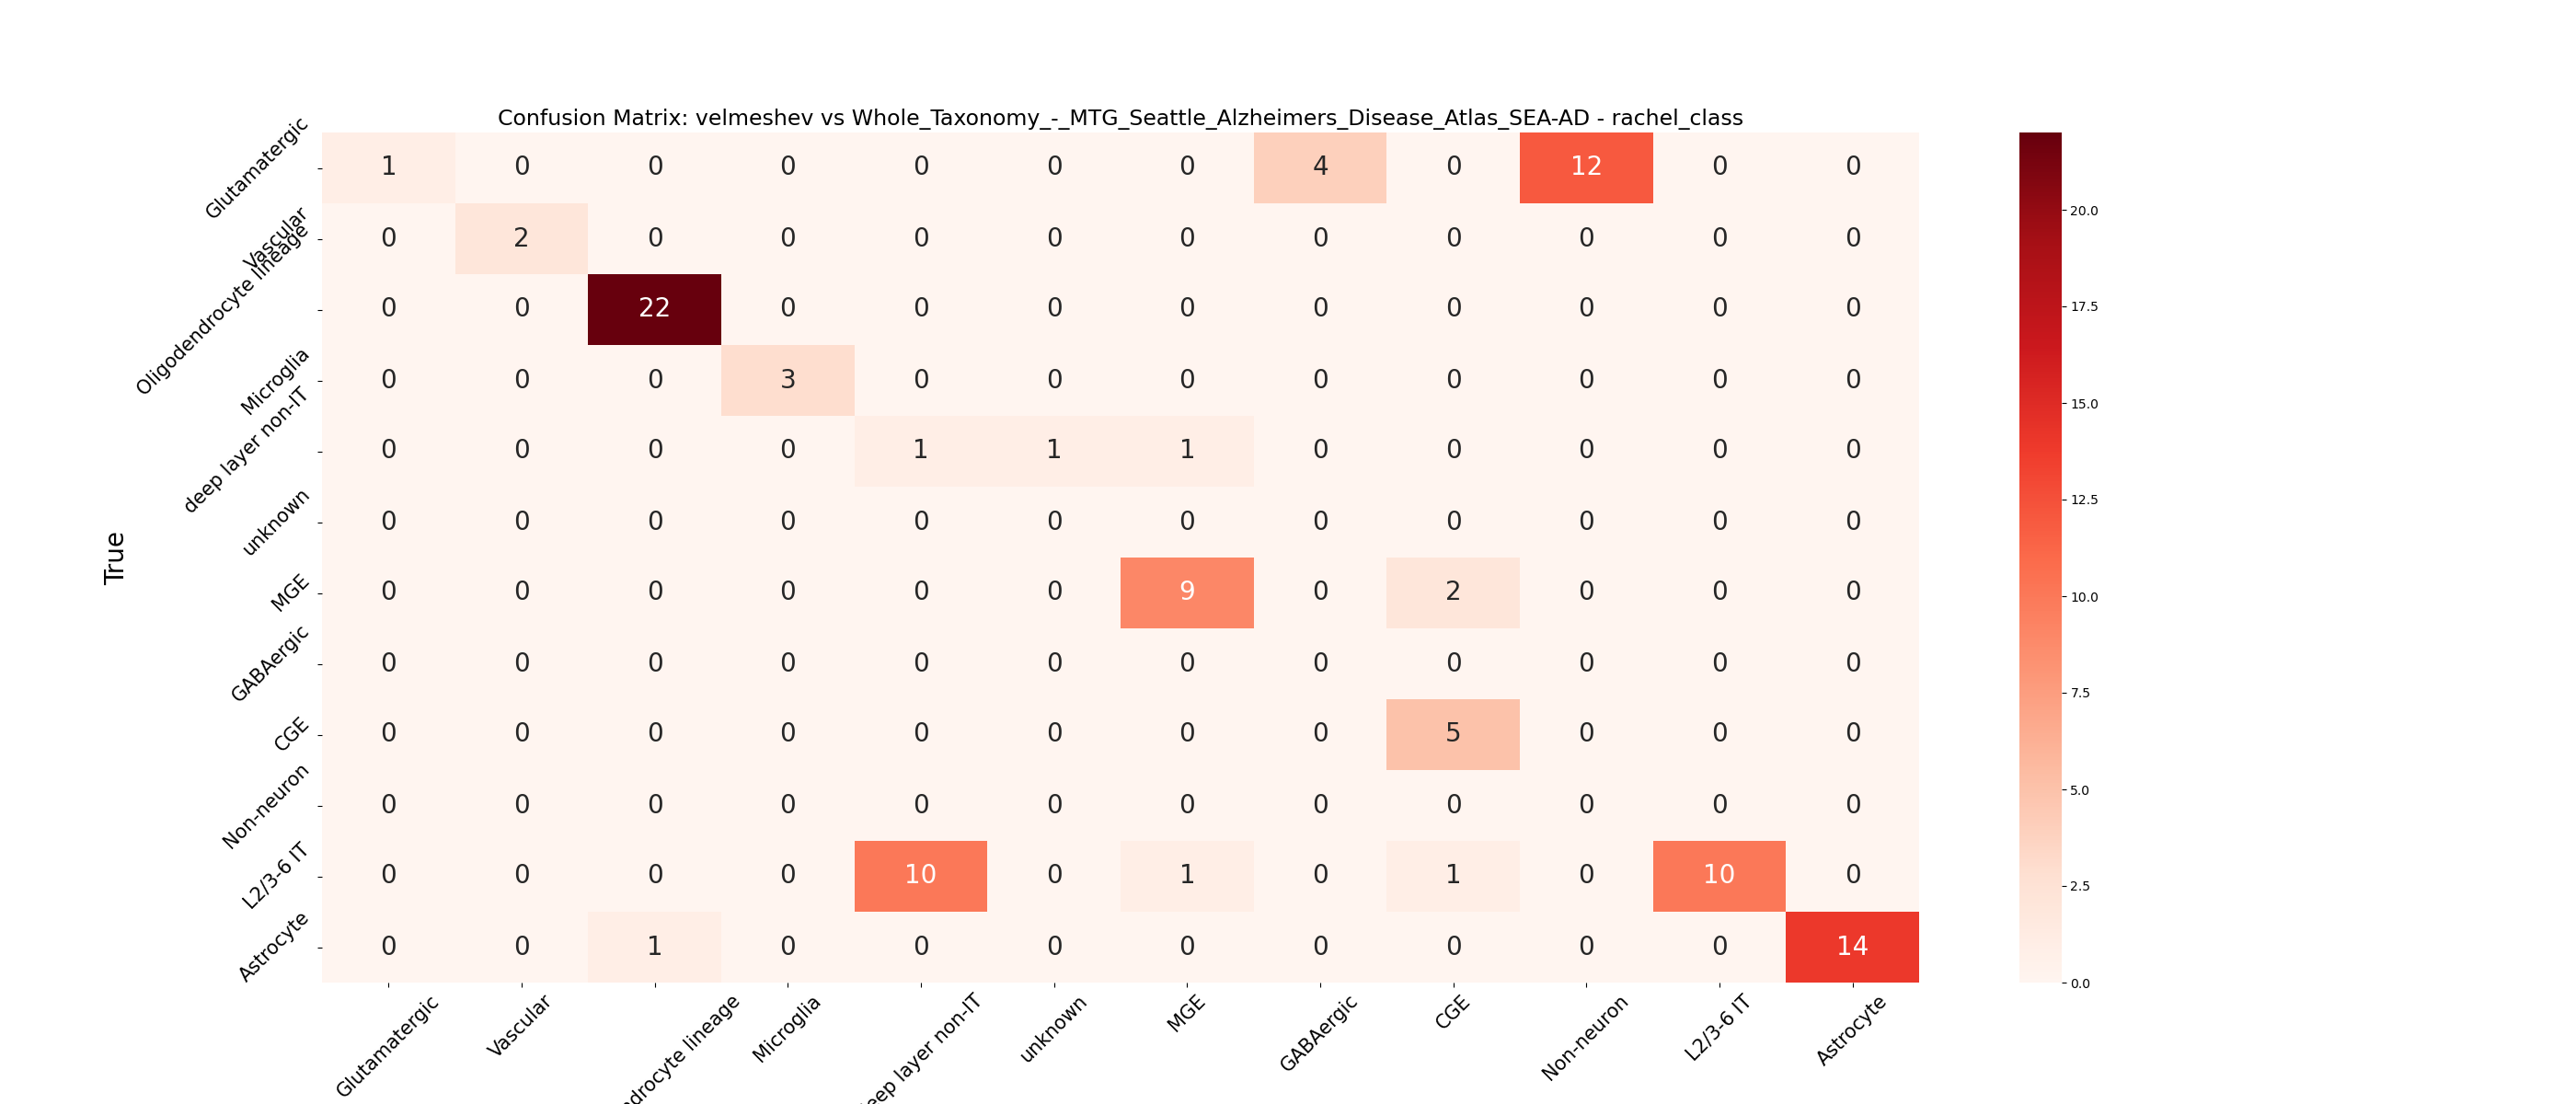 Confusion Matrix: velmeshev vs Whole_Taxonomy_-_MTG_Seattle_Alzheimers_Disease_Atlas_SEA-AD - rachel_class
Glutamatergic 1 0 0 0 0 0 0 4 0 12 0 0
Vascular 0 2 0 0 0 0 0 0 0 0 0 0
Oligodendrocyte lineage 0 0 22 0 0 0 0 0 0 0 0 0
Microglia 0 0 0 3 0 0 0 0 0 0 0 0
deep layer non-IT 0 0 0 0 1 1 1 0 0 0 0 0
unknown 0 0 0 0 0 0 0 0 0 0 0 0
True
MGE 0 0 0 0 0 0 9 0 2 0 0 0
GABAergic 0 0 0 0 0 0 0 0 0 0 0 0
CGE 0 0 0 0 0 0 0 0 5 0 0 0
Non-neuron 0 0 0 0 0 0 0 0 0 0 0 0
L2/3-6 IT 0 0 0 0 10 0 1 0 1 0 10 0
Astrocyte 0 0 1 0 0 0 0 0 0 0 0 14
Glutamatergic Vascular lineage Microglia layer non-IT unknown MGE GABAergic CGE Non-neuron L2/3-6 IT Astrocyte
20.0
17.5
15.0
12.5
10.0
7.5
5.0
2.5
0.0